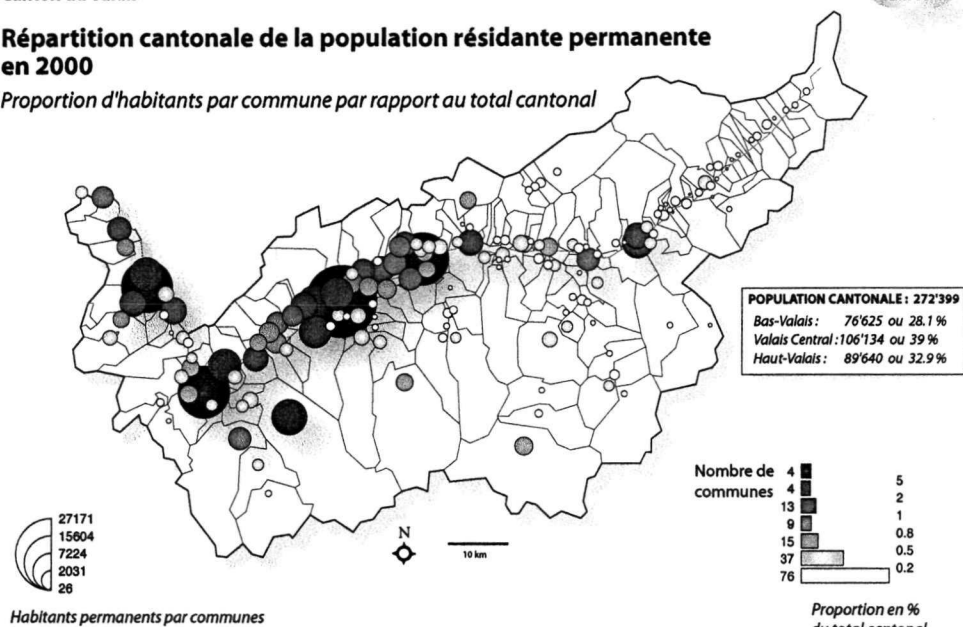 Répartition cantonale de la population résidante permanente
en 2000
Proportion d'habitants par commune par rapport au total cantonal
POPULATION CANTONALE : 272'399
Bas-Valais : 76'625 ou 28.1 %
Valais Central : 106'134 ou 39 %
Haut-Valais : 89'640 ou 32.9 %
Nombre de
communes
4
4
13
9
15
37
76
5
2
1
0.8
0.5
0.2
Proportion en %
du total cantonal
27171
15604
7224
2031
26
Habitants permanents par communes
N
10 km